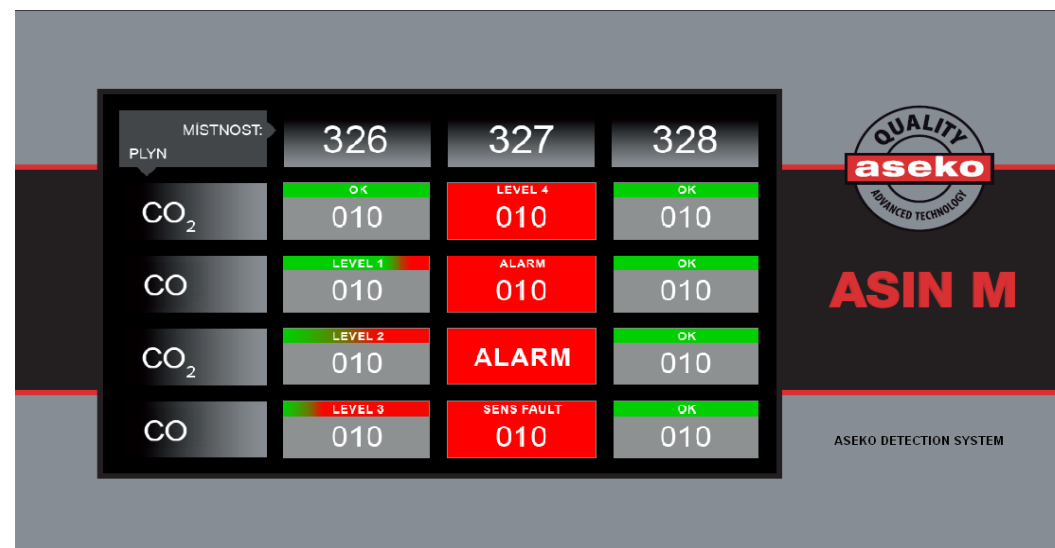 MÍSTNOST:
PLYN
326 327 328
CO2 OK 010 LEVEL 4 010 OK 010
CO LEVEL 1 010 ALARM 010 OK 010
CO2 LEVEL 2 010 ALARM OK 010
CO LEVEL 3 010 SENS FAULT 010 OK 010
QUALITY
aseko
ADVANCED TECHNOLOGY
ASIN M
ASEKO DETECTION SYSTEM